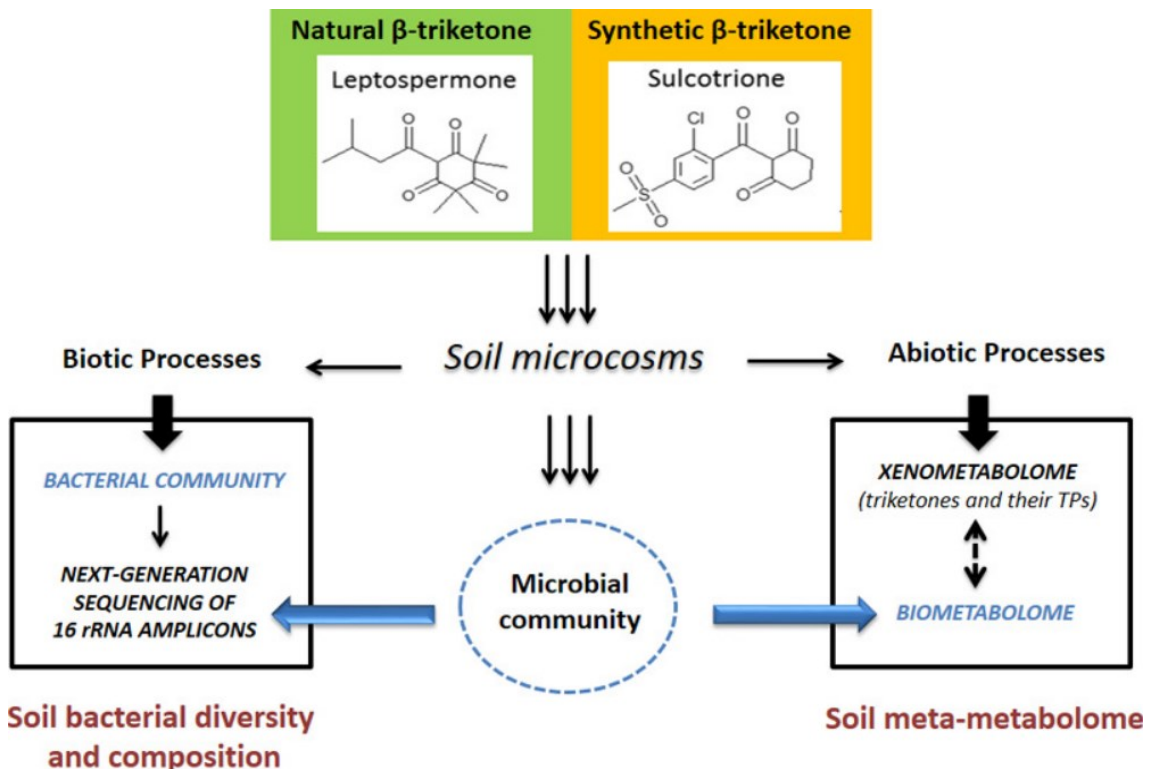 Natural β-triketone
Synthetic β-triketone
Leptospermone
Sulcotrione
O
O
O
O
O
Cl
O
O
O
S
O
O
Soil microcosms
Biotic Processes
Abiotic Processes
BACTERIAL COMMUNITY
NEXT-GENERATION
SEQUENCING OF
16 rRNA AMPLICONS
Microbial
community
XENOMETABOLOME
(triketones and their TPs)
BIOMETABOLOME
Soil bacterial diversity
and composition
Soil meta-metabolome